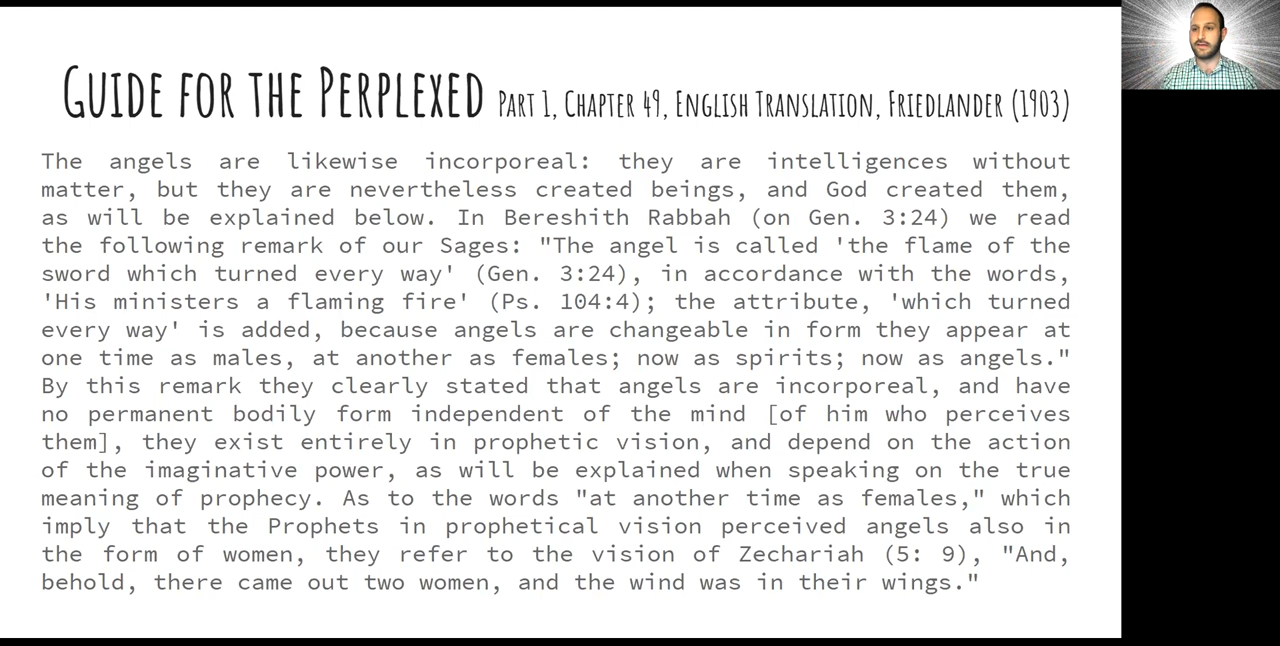 Guide for the Perplexed Part 1, Chapter 49, English Translation, Friedlander (1903)
The angels are likewise incorporeal: they are intelligences without
matter, but they are nevertheless created beings, and God created them,
as will be explained below. In Bereshith Rabbah (on Gen. 3:24) we read
the following remark of our Sages: "The angel is called 'the flame of the
sword which turned every way' (Gen. 3:24), in accordance with the words,
'His ministers a flaming fire' (Ps. 104:4); the attribute, 'which turned
every way' is added, because angels are changeable in form they appear at
one time as males, at another as females; now as spirits; now as angels."
By this remark they clearly stated that angels are incorporeal, and have
no permanent bodily form independent of the mind [of him who perceives
them], they exist entirely in prophetic vision, and depend on the action
of the imaginative power, as will be explained when speaking on the true
meaning of prophecy. As to the words "at another time as females," which
imply that the Prophets in prophetical vision perceived angels also in
the form of women, they refer to the vision of Zechariah (5: 9), "And,
behold, there came out two women, and the wind was in their wings."